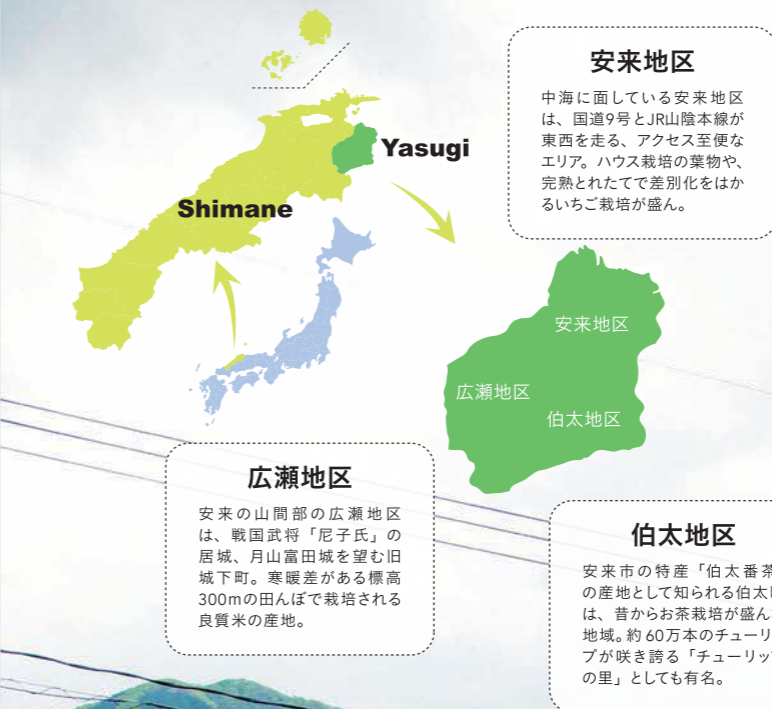 安来地区
中海に面している安来地区
は、国道9号とJR山陰本線が
東西を走る、アクセス至便な
エリア。ハウス栽培の葉物や、
完熟とれたてで差別化をはか
るいちご栽培が盛ん。
Yasugi
Shimane
安来地区
広瀬地区
伯太地区
広瀬地区
安来の山間部の広瀬地区
は、戦国武将「尼子氏」の
居城、月山富田城を望む旧
城下町。寒暖差がある標高
300mの田んぼで栽培される
良質米の産地。
伯太地区
安来市の特産「伯太番茶
の産地として知られる伯太
は、昔からお茶栽培が盛ん
地域。約60万本のチューリ
プが咲き誇る「チューリッ
の里」としても有名。